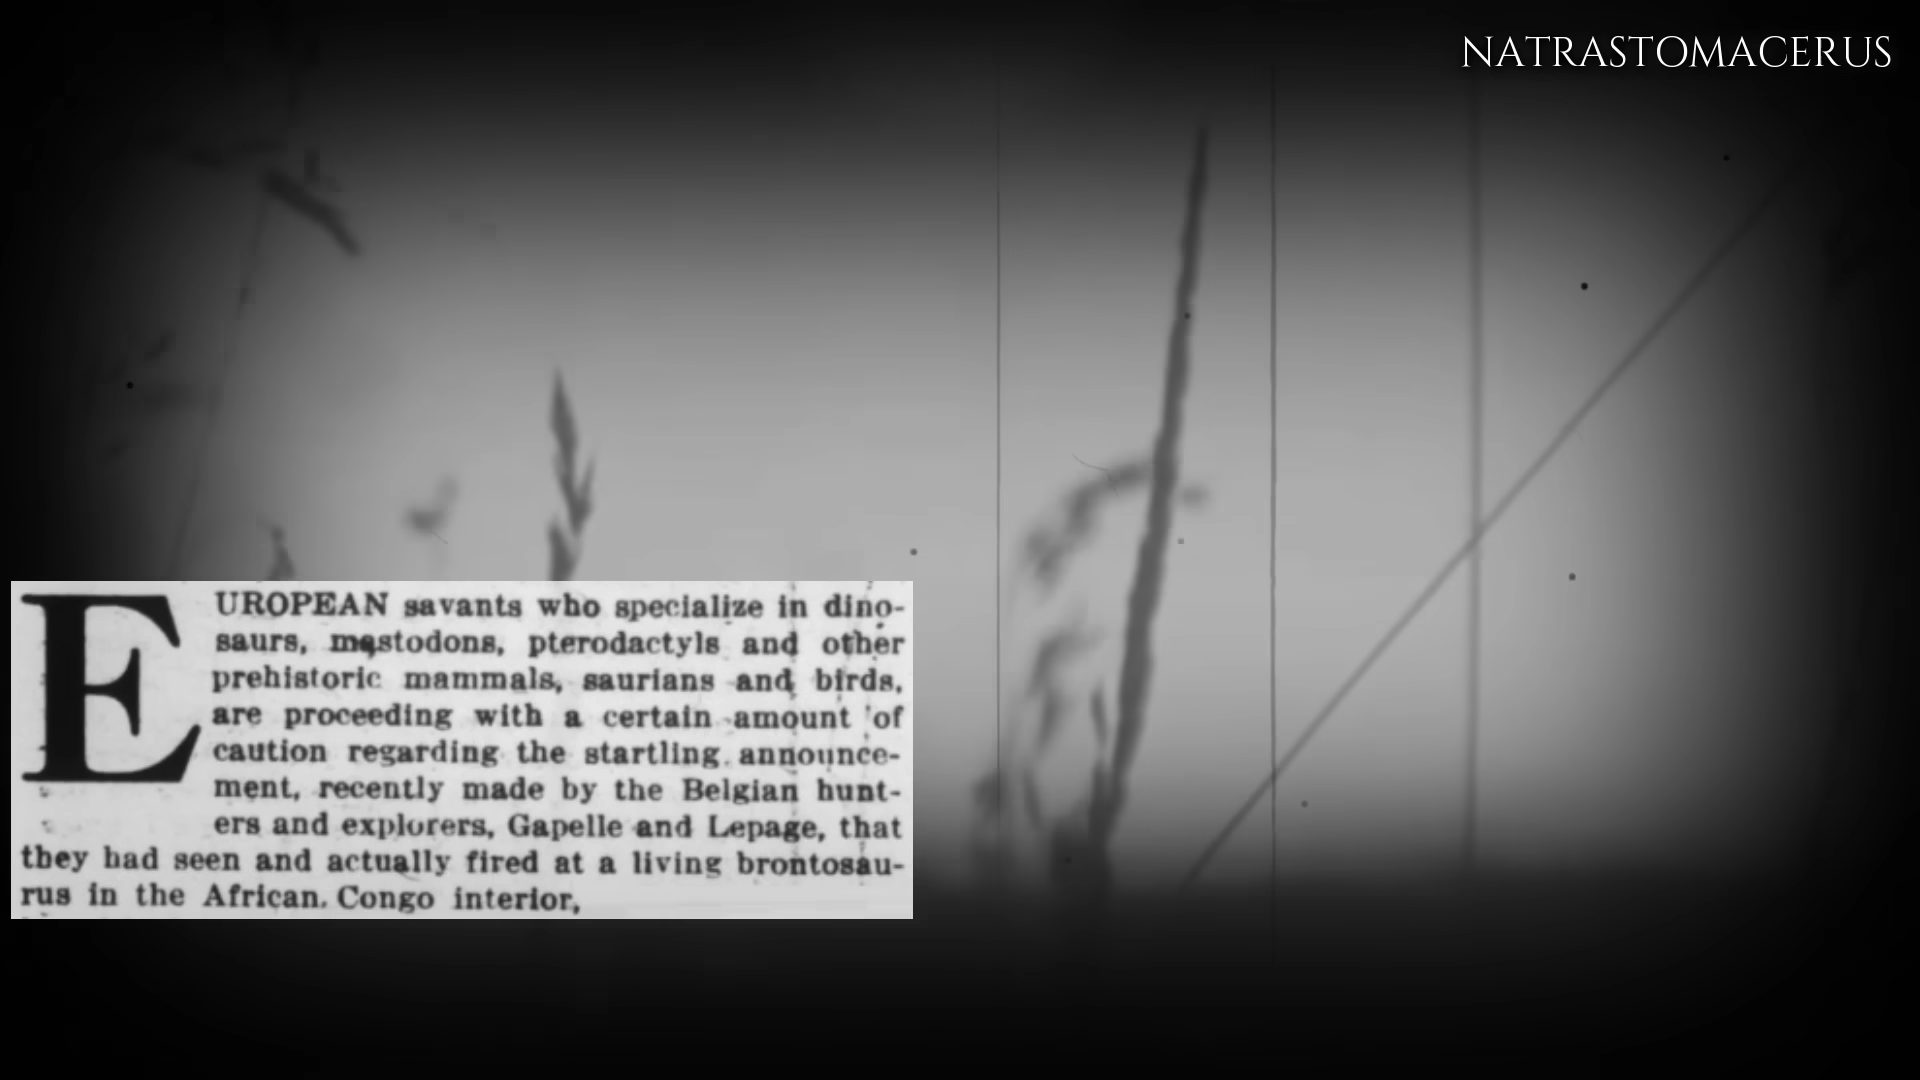 NATRASTOMACERUS
EUROPEAN savants who specialize in dino-
saurs, mastodons, pterodactyls and other
prehistoric mammals, saurians and birds,
are proceeding with a certain amount of
caution regarding the startling announce-
ment, recently made by the Belgian hunt-
ers and explorers, Gapelle and Lepage, that
they had seen and actually fired at a living brontosau-
rus in the African Congo interior,